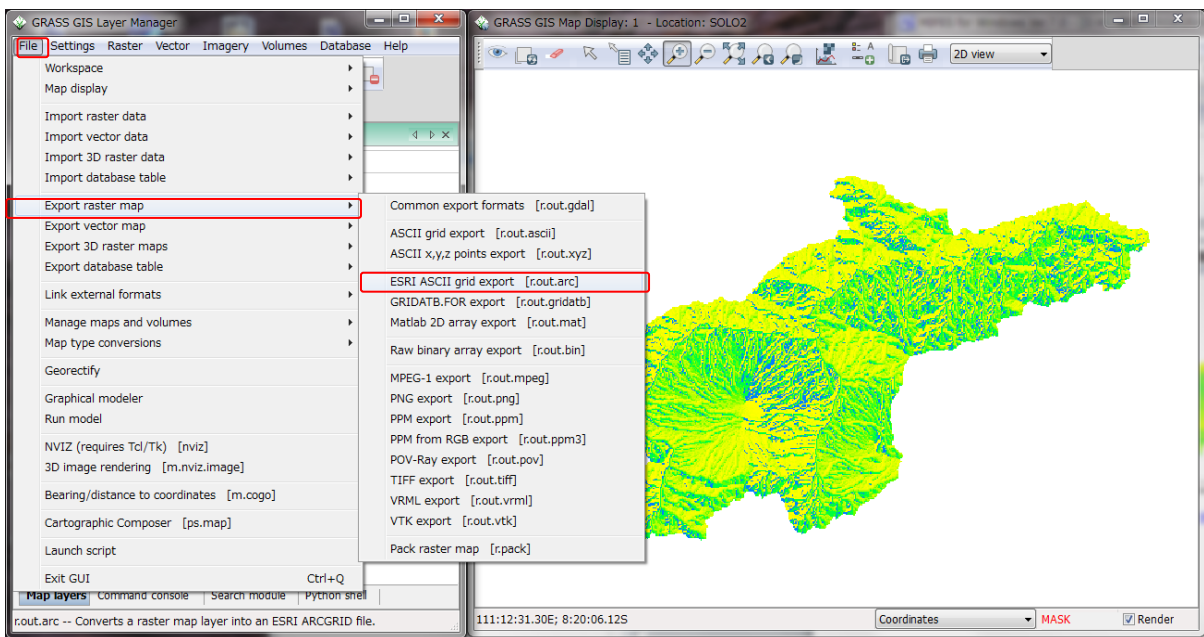 GRASS GIS Layer Manager
File Settings Raster Vector Imagery Volumes Database Help
Workspace
Map display
Import raster data
Import vector data
Import 3D raster data
Import database table
Export raster map
Export vector map
Export 3D raster maps
Export database table
Link external formats
Manage maps and volumes
Map type conversions
Georectify
Graphical modeler
Run model
NVIZ (requires Tcl/Tk) [nviz]
3D image rendering [m.nviz.image]
Bearing/distance to coordinates [m.cogo]
Cartographic Composer [ps.map]
Launch script
Exit GUI Ctrl+Q
Map layers Command console Search module Python shell
r.out.arc -- Converts a raster map layer into an ESRI ARCGRID file.
Common export formats [r.out.gdal]
ASCII grid export [r.out.ascii]
ASCII x,y,z points export [r.out.xyz]
ESRI ASCII grid export [r.out.arc]
GRIDATB.FOR export [r.out.gridatb]
Matlab 2D array export [r.out.mat]
Raw binary array export [r.out.bin]
MPEG-1 export [r.out.mpeg]
PNG export [r.out.png]
PPM export [r.out.ppm]
PPM from RGB export [r.out.ppm3]
POV-Ray export [r.out.pov]
TIFF export [r.out.tiff]
VRML export [r.out.vrml]
VTK export [r.out.vtk]
Pack raster map [r.pack]
GRASS GIS Map Display: 1 - Location: SOLO2
2D view
111:12:31.30E; 8:20:06.12S Coordinates MASK Render